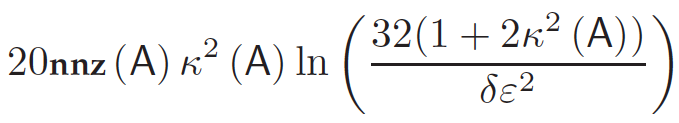 20nnz (A) κ² (A) ln ( 32(1 + 2κ² (A)) / δε² )